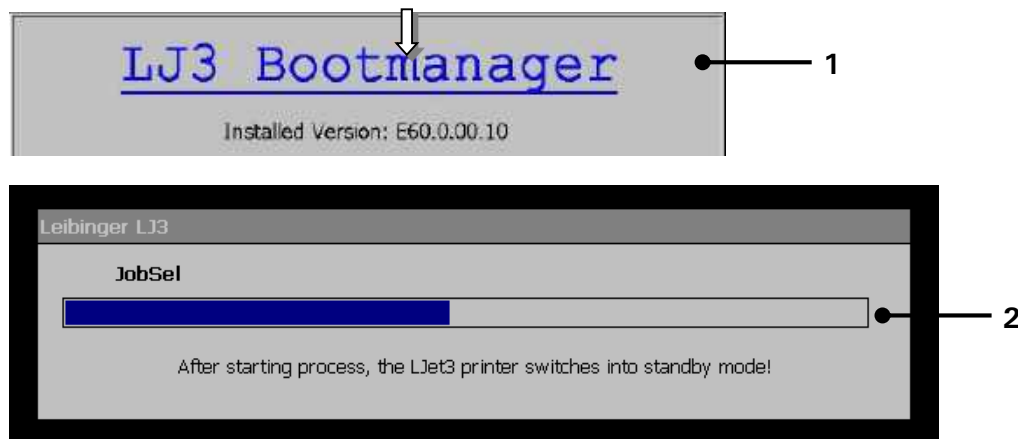 LJ3 Bootmanager
1
Installed Version: E60.0.00.10
Leibinger LJ3
JobSel
2
After starting process, the LJet3 printer switches into standby mode!